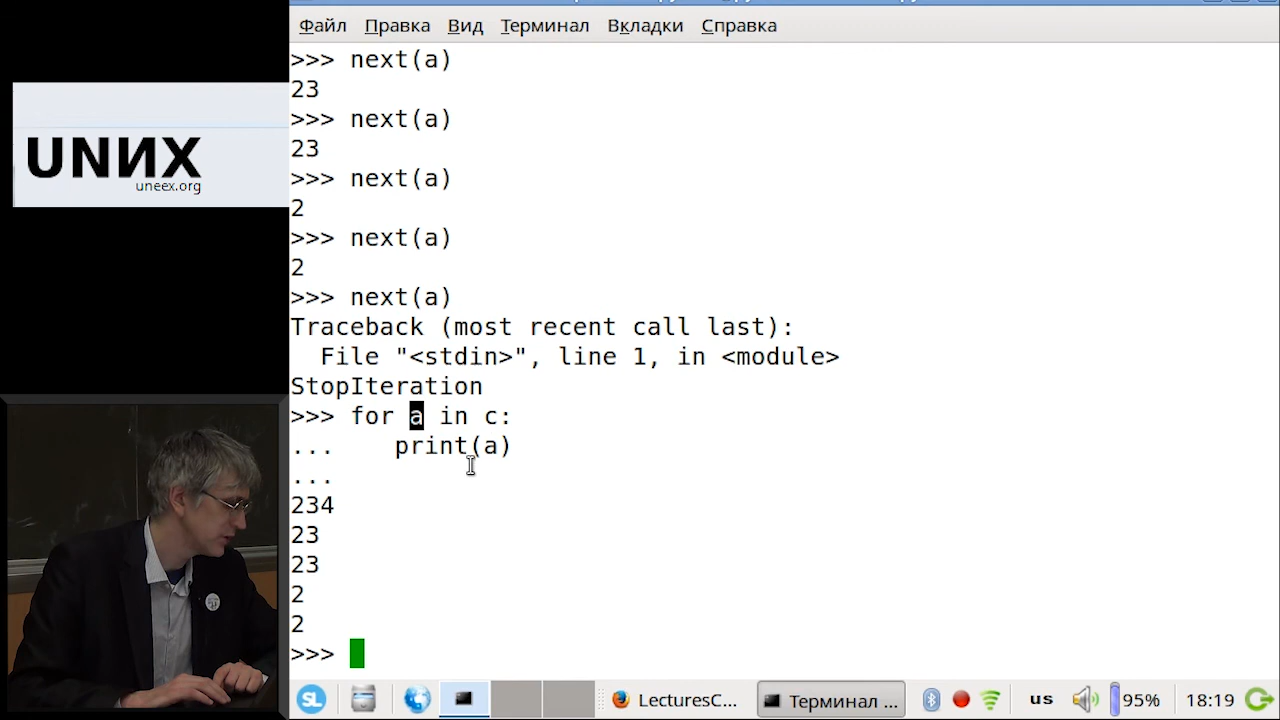 Файл Правка Вид Терминал Вкладки Справка
>>> next(a)
23
>>> next(a)
23
>>> next(a)
2
>>> next(a)
2
>>> next(a)
Traceback (most recent call last):
  File "<stdin>", line 1, in <module>
StopIteration
>>> for a in c:
...    print(a)
...
234
23
23
2
2
>>>
UNИX
uneex.org
LecturesC...
Терминал ...
us
95%
18:19